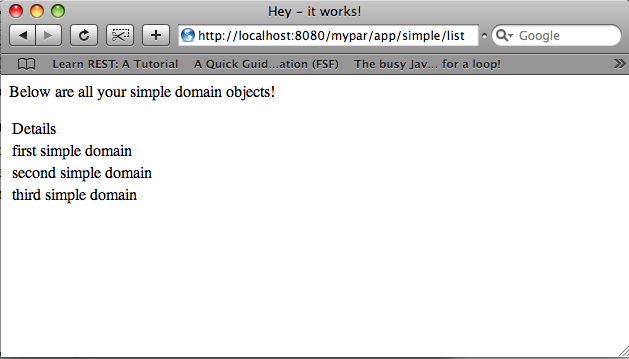 Hey - it works!
http://localhost:8080/mypar/app/simple/list
Google
Learn REST: A Tutorial
A Quick Guid...ation (FSF)
The busy Jav... for a loop!
Below are all your simple domain objects!
Details
first simple domain
second simple domain
third simple domain